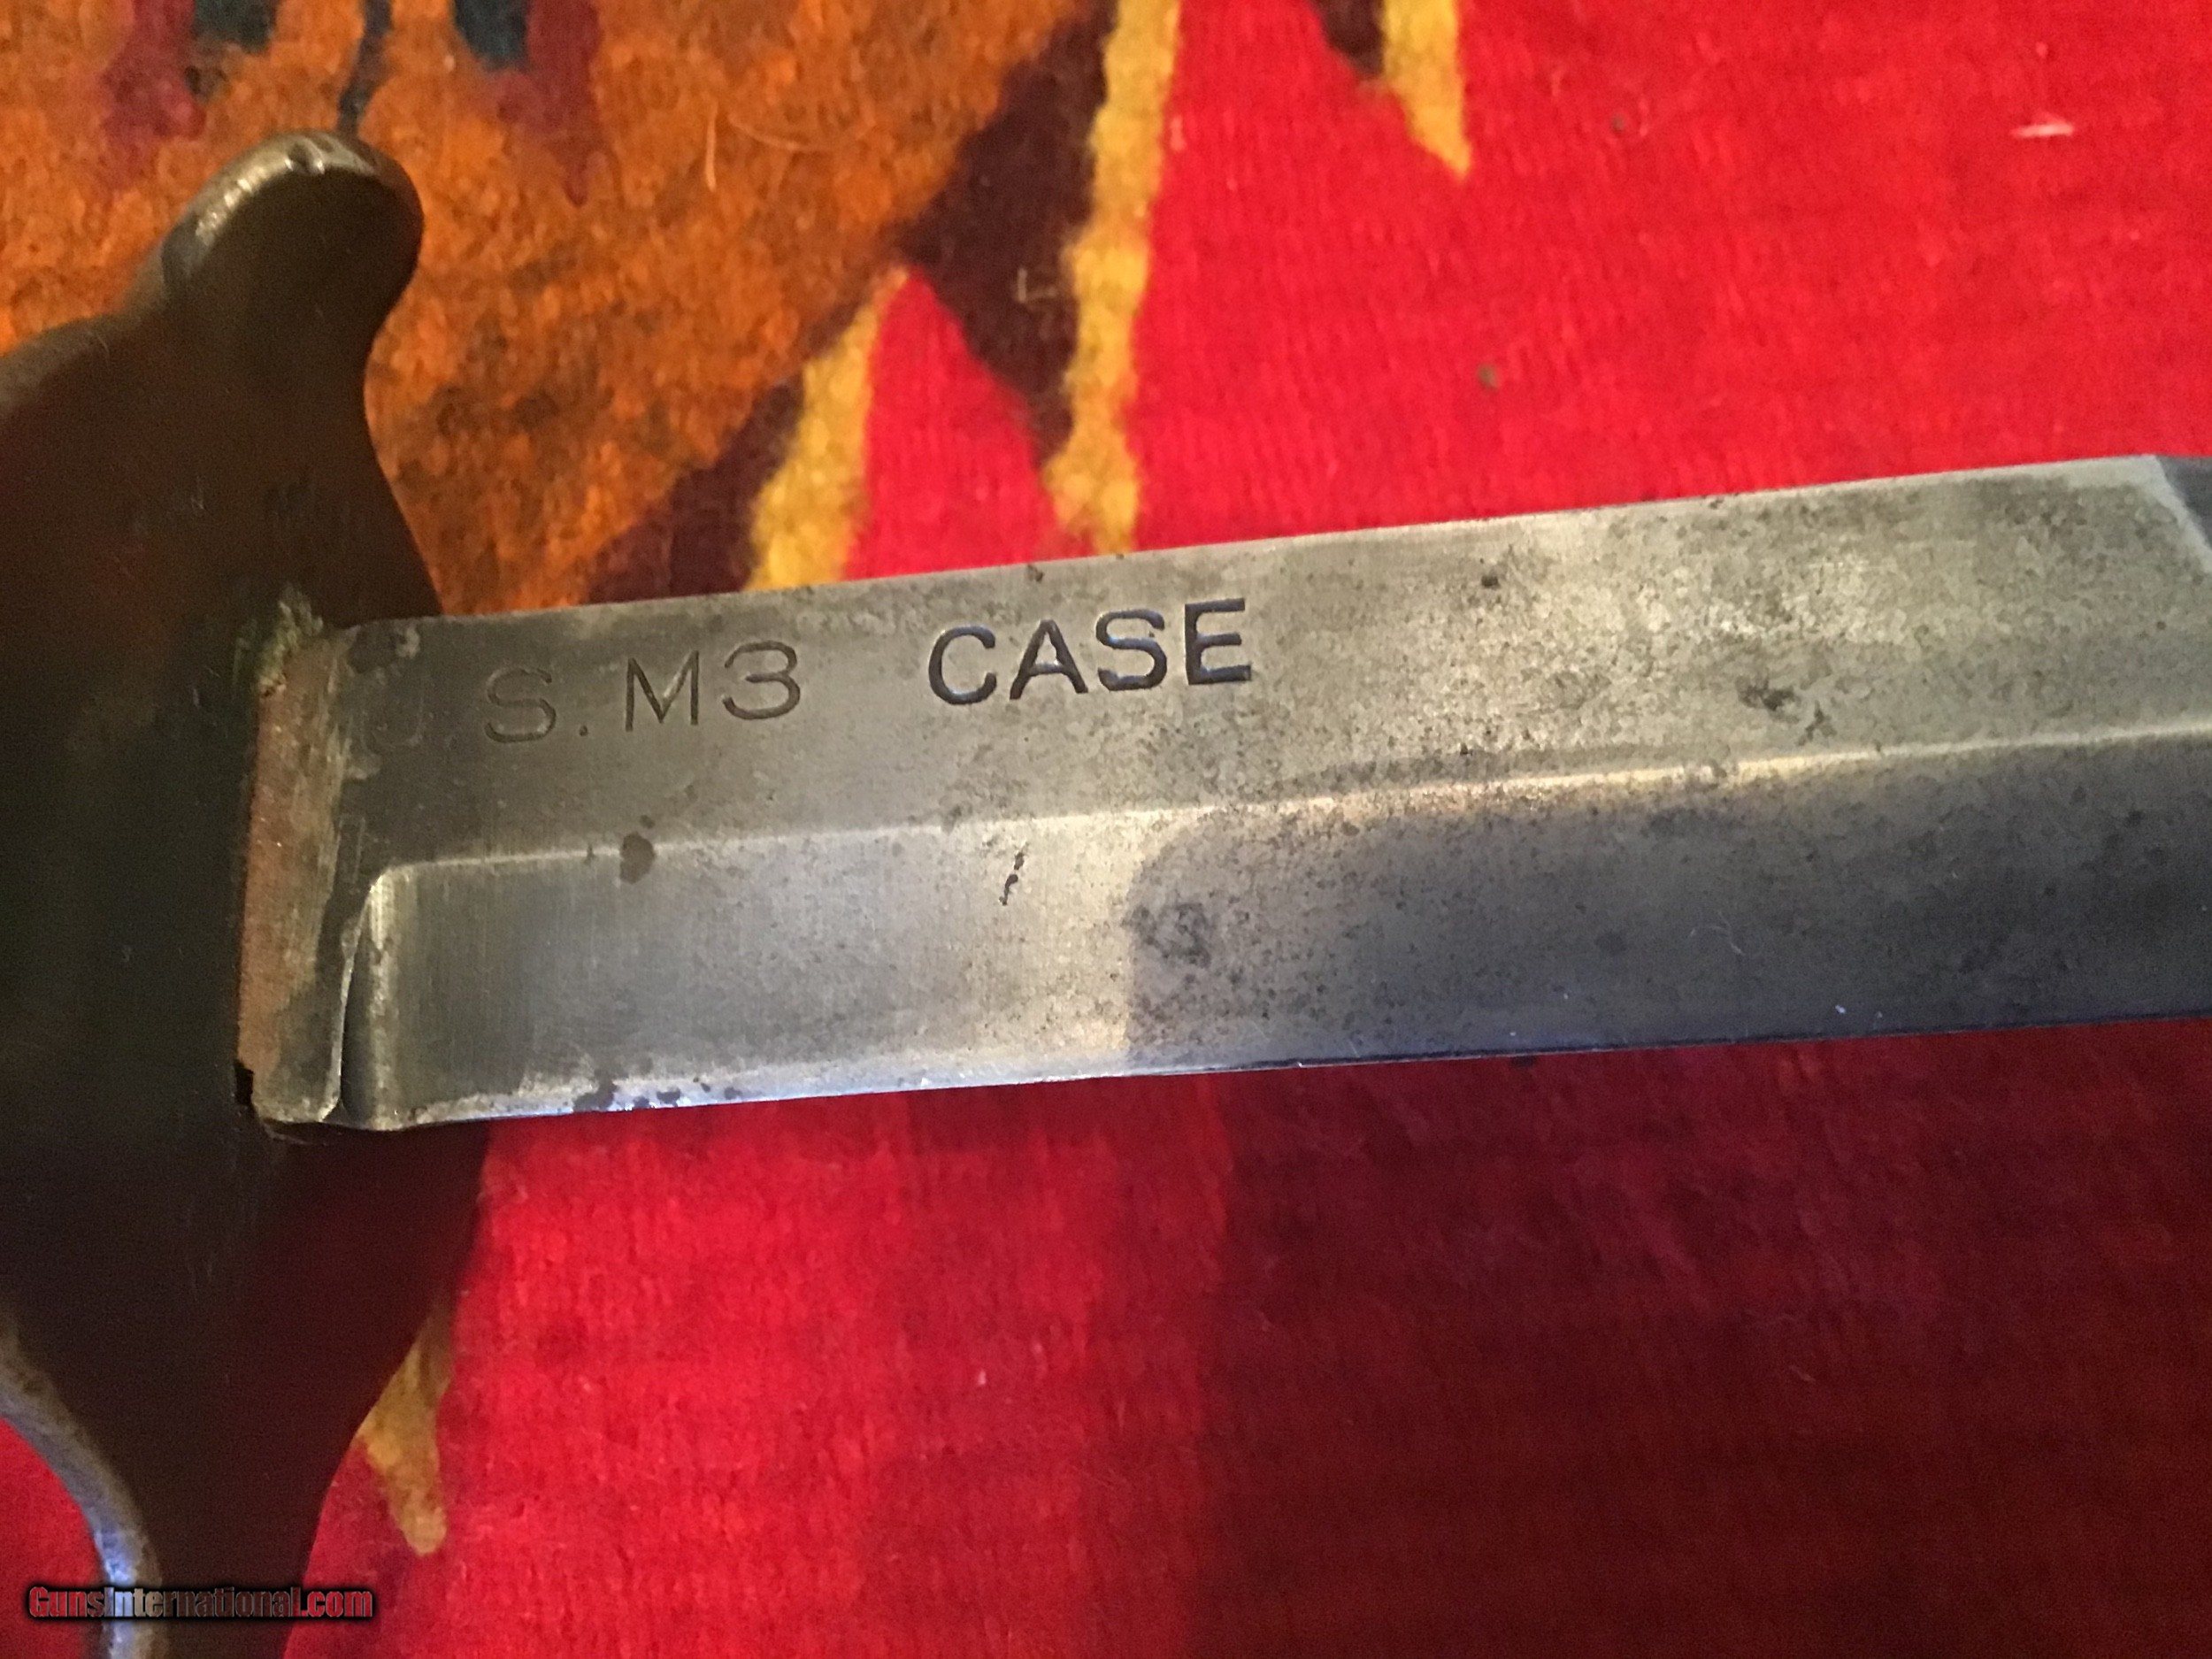 U.S. M3 CASE
GunsInternational.com